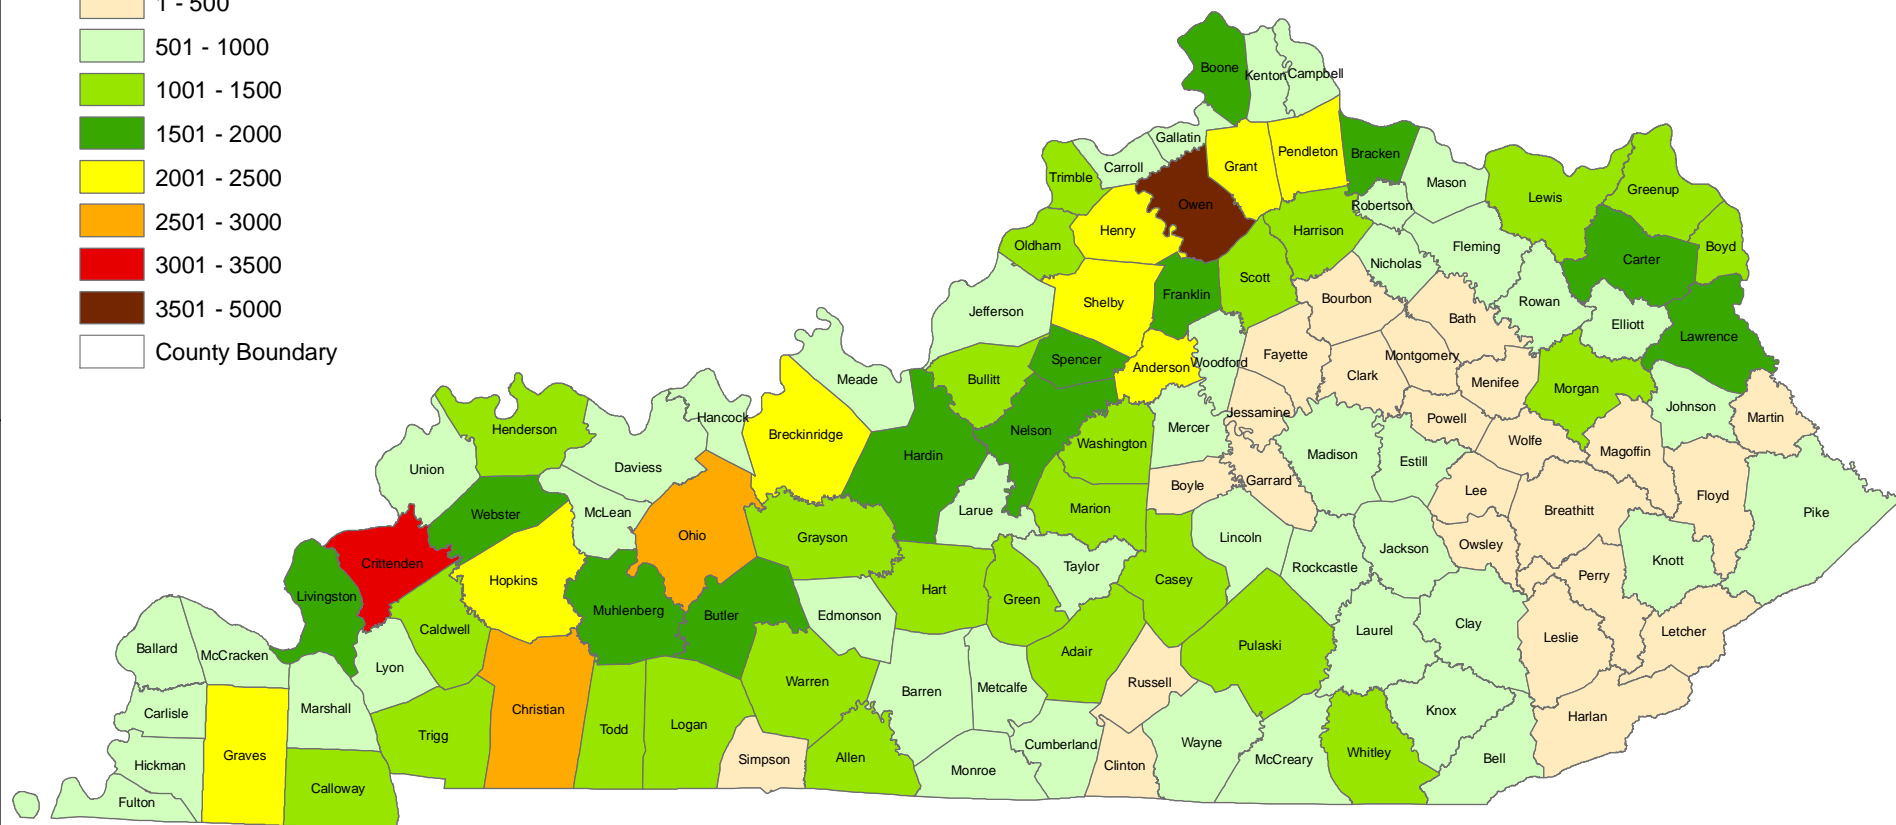 1 - 500
501 - 1000
1001 - 1500
1501 - 2000
2001 - 2500
2501 - 3000
3001 - 3500
3501 - 5000
County Boundary
Boone
Kenton
Campbell
Gallatin
Carroll
Trimble
Grant
Pendleton
Bracken
Mason
Lewis
Greenup
Owen
Robertson
Henry
Oldham
Harrison
Fleming
Boyd
Carter
Nicholas
Scott
Shelby
Franklin
Bourbon
Bath
Rowan
Elliott
Lawrence
Jefferson
Spencer
Anderson
Woodford
Fayette
Montgomery
Clark
Menifee
Morgan
Johnson
Martin
Meade
Bullitt
Hancock
Breckinridge
Henderson
Nelson
Washington
Mercer
Jessamine
Powell
Wolfe
Magoffin
Union
Daviess
Hardin
Madison
Estill
Boyle
Garrard
Lee
Floyd
Pike
Webster
McLean
Larue
Marion
Breathitt
Ohio
Grayson
Lincoln
Jackson
Owsley
Knott
Crittenden
Hopkins
Taylor
Casey
Rockcastle
Perry
Livingston
Muhlenberg
Butler
Edmonson
Hart
Green
Caldwell
Laurel
Clay
Leslie
Letcher
Ballard
McCracken
Lyon
Adair
Pulaski
Warren
Barren
Metcalfe
Russell
Carlisle
Marshall
Christian
Trigg
Todd
Logan
Knox
Harlan
Hickman
Graves
Simpson
Allen
Monroe
Cumberland
Clinton
Wayne
McCreary
Whitley
Bell
Fulton
Calloway